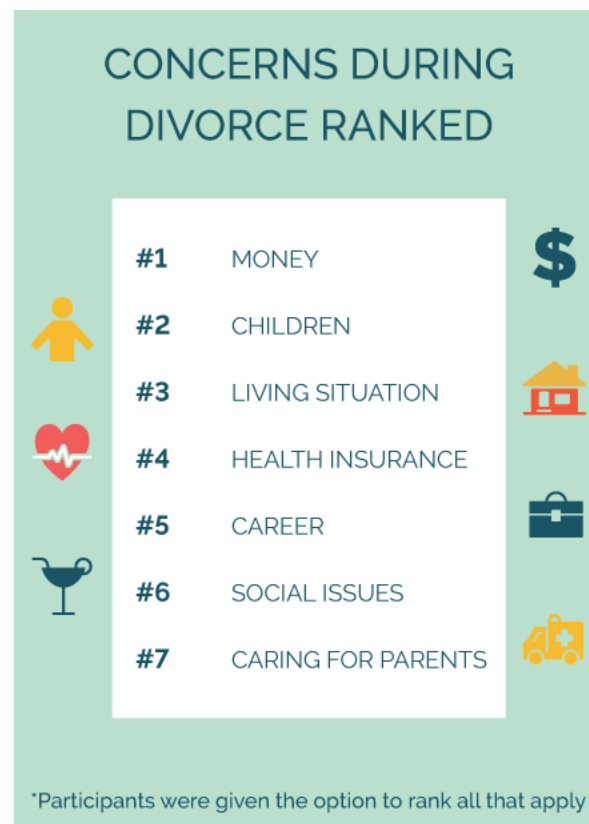 CONCERNS DURING
DIVORCE RANKED
#1 MONEY
#2 CHILDREN
#3 LIVING SITUATION
#4 HEALTH INSURANCE
#5 CAREER
#6 SOCIAL ISSUES
#7 CARING FOR PARENTS
$
*Participants were given the option to rank all that apply